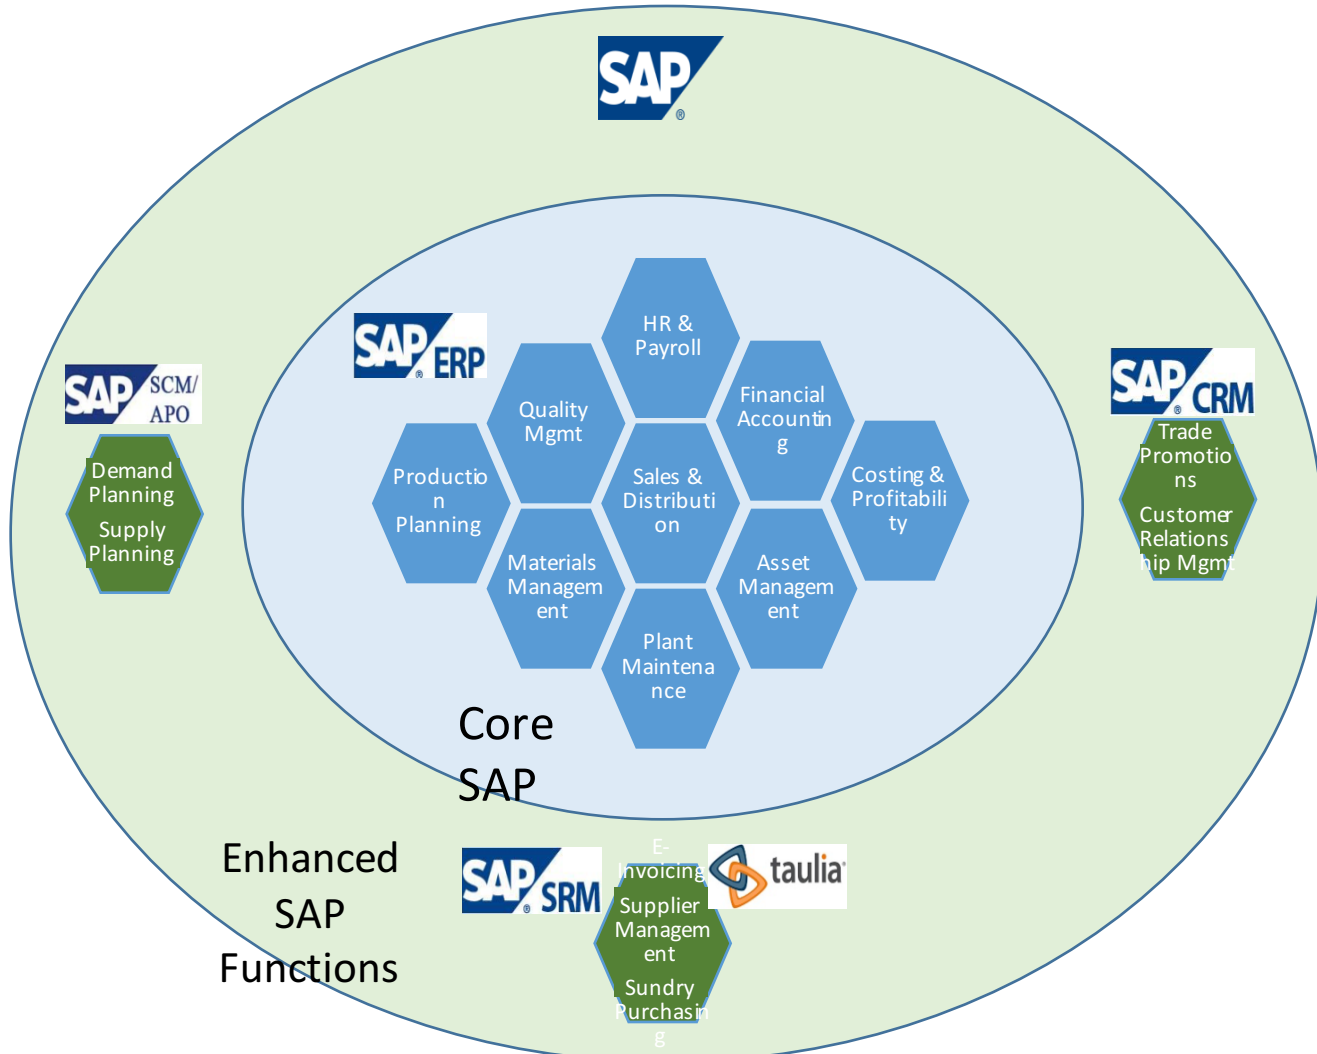 SAP
®
HR &
Payroll
SAP
® ERP
Quality
Mgmt
Financial
Accountin
g
SAP SCM/
APO
SAP
® CRM
Demand
Planning
Supply
Planning
Productio
n
Planning
Sales &
Distributi
on
Costing &
Profitabili
ty
Trade
Promotio
ns
Customer
Relations
hip Mgmt
Materials
Managem
ent
Asset
Managem
ent
Plant
Maintena
nce
Core
SAP
Enhanced
SAP
Functions
SAP
® SRM
E-
Invoicing
Supplier
Managem
ent
Sundry
Purchasin
g
taulia®